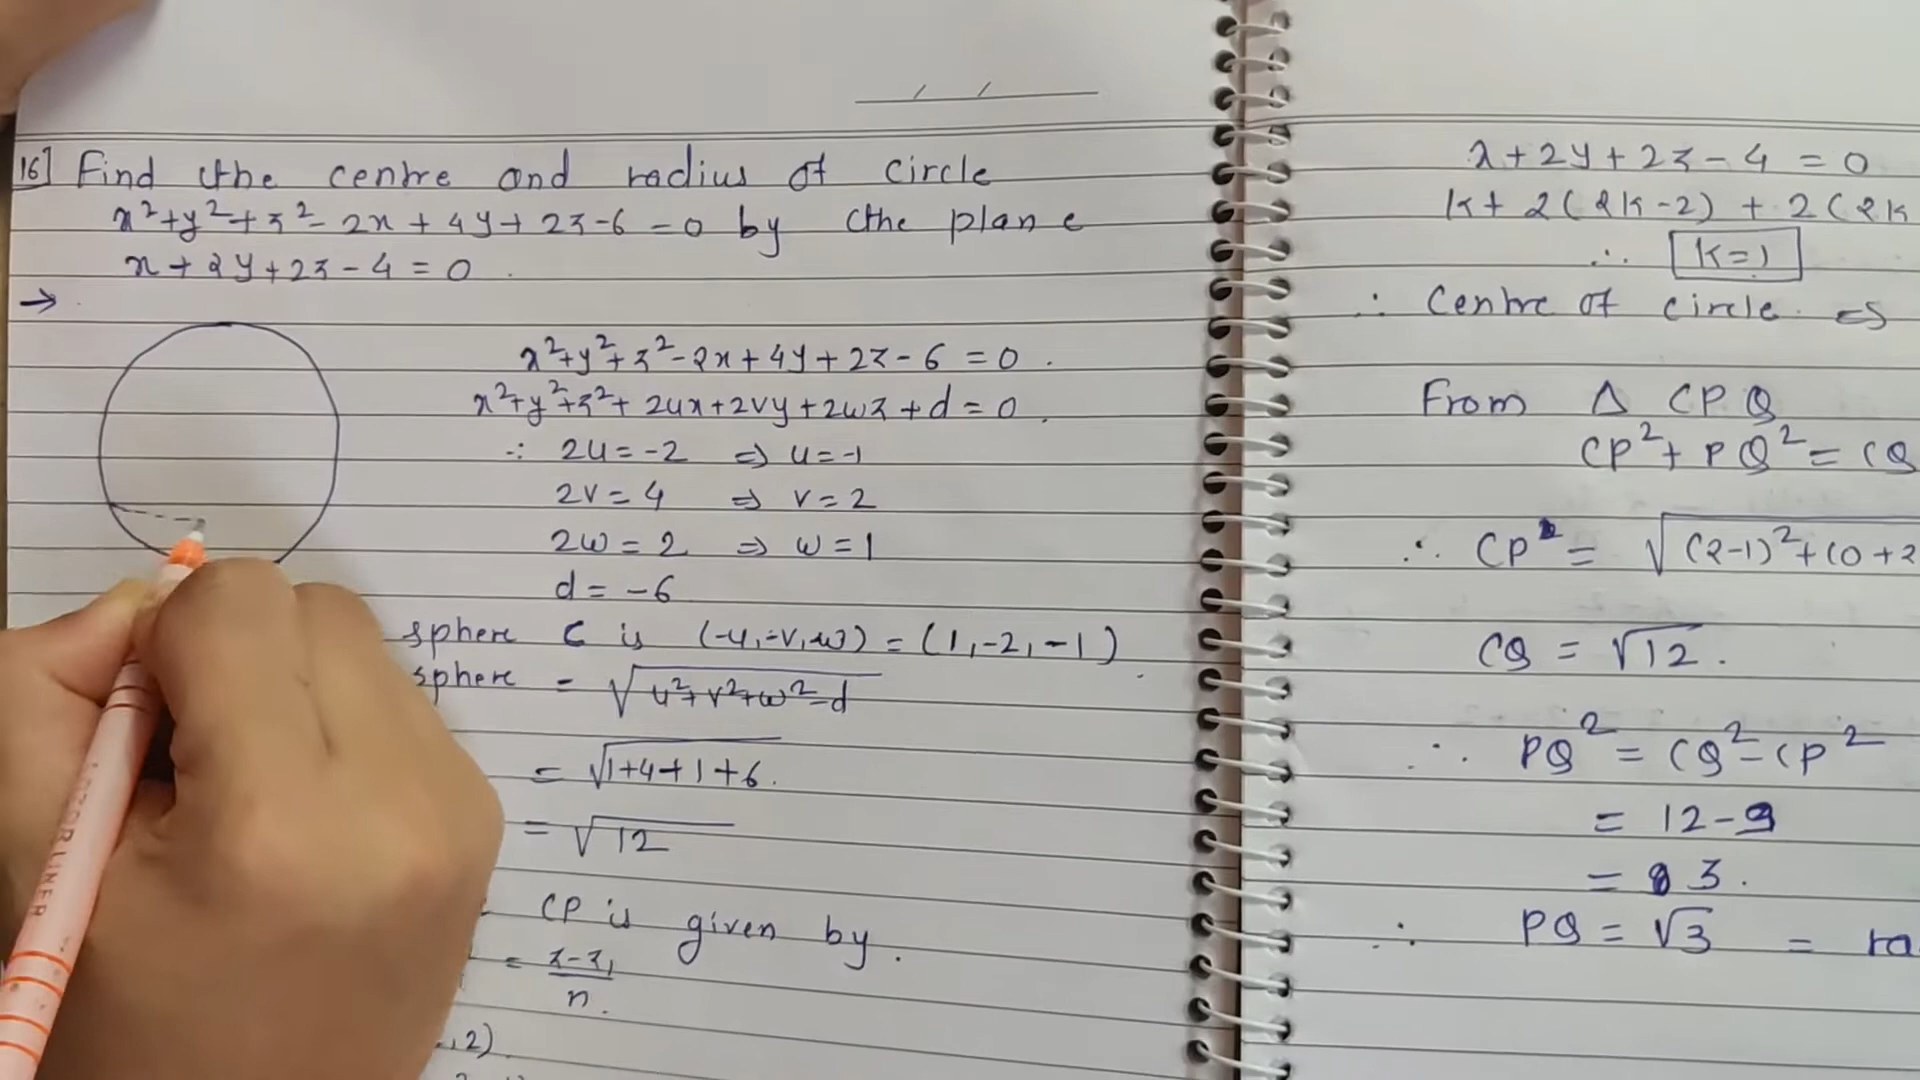 16] Find the centre and radius of circle
x²+y²+z²-2x+4y+2z-6=0 by the plane
x+2y+2z-4=0.
→
x²+y²+z²-2x+4y+2z-6=0.
x²+y²+z²+2ux+2vy+2wz+d=0.
∴ 2u=-2 ⇒ u=-1
2v=4 ⇒ v=2
2w=2 ⇒ w=1
d=-6
sphere C is (-u,-v,-w) = (1,-2,-1).
sphere = √u²+v²+w²-d
= √1+4+1+6.
= √12
CP is given by.
= z-z₁/n.
,2).
x+2y+2z-4=0
k+2(2k-2)+2(2k
∴ k=1
∴ Centre of circle ⇒
From Δ CPQ
CP²+PQ²=CQ
∴ CP = √(2-1)²+(0+2
CQ = √12.
∴ PQ² = CQ²-CP²
= 12-9
= 3.
∴ PQ = √3 = ra
LINER